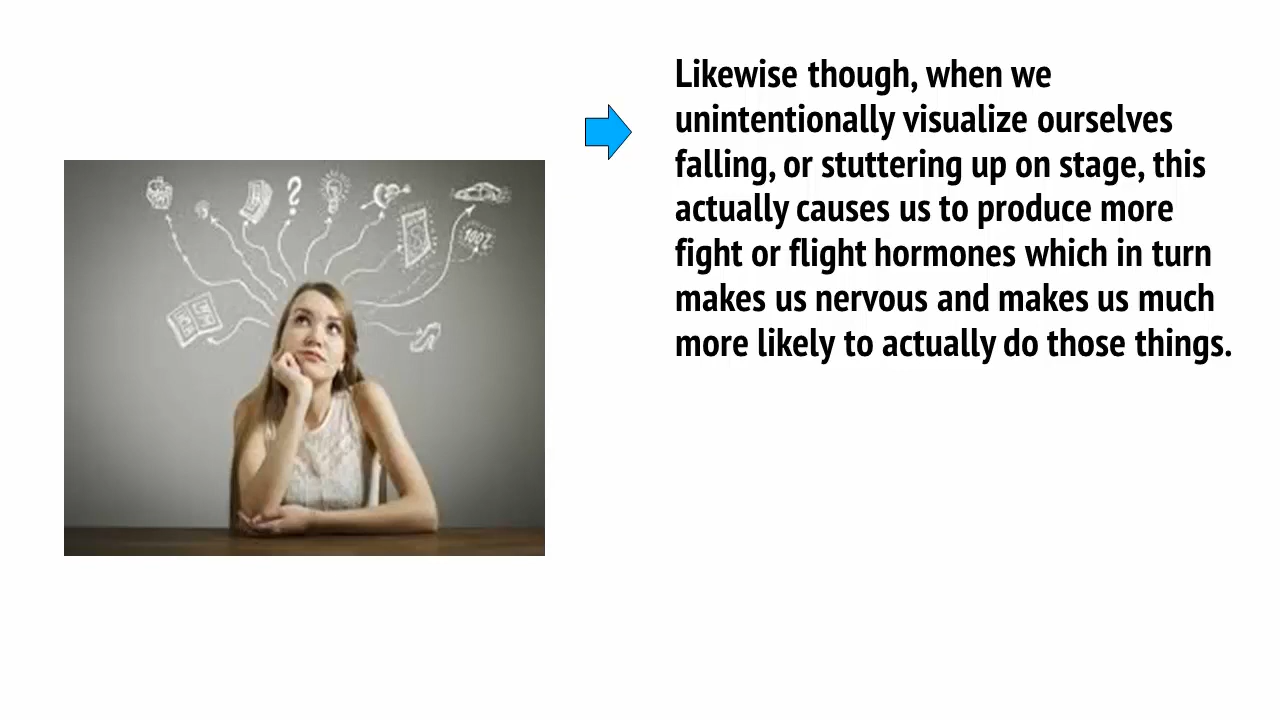 Likewise though, when we
unintentionally visualize ourselves
falling, or stuttering up on stage, this
actually causes us to produce more
fight or flight hormones which in turn
makes us nervous and makes us much
more likely to actually do those things.
?
100%